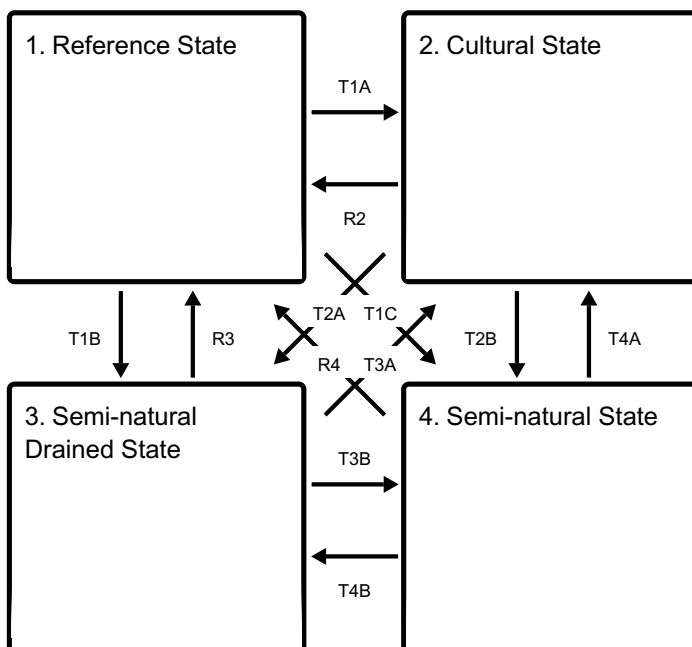 1. Reference State
2. Cultural State
T1A
R2
T2A
T1C
T1B
R3
T2B
T4A
R4
T3A
3. Semi-natural
Drained State
4. Semi-natural State
T3B
T4B